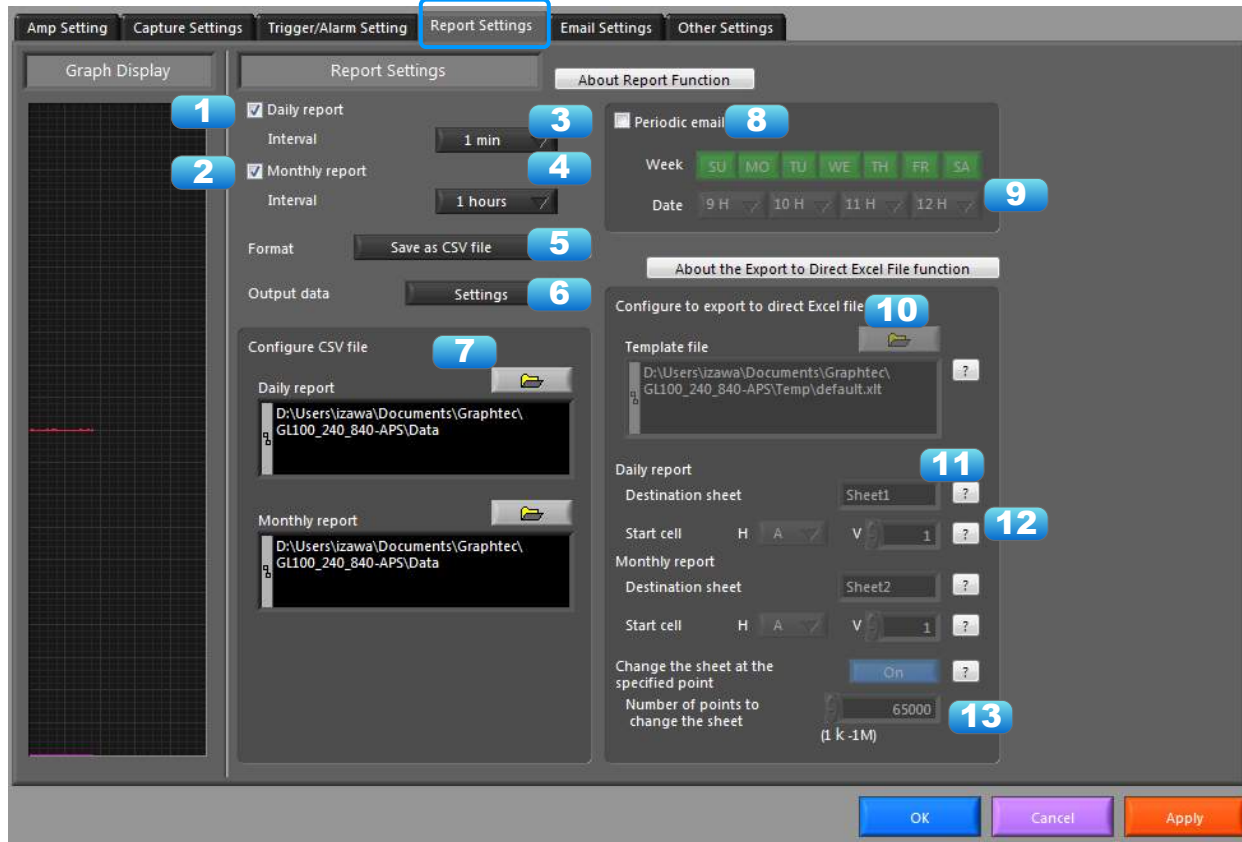 Amp Setting
Capture Settings
Trigger/Alarm Setting
Report Settings
Email Settings
Other Settings
Graph Display
Report Settings
About Report Function
1
Daily report
Interval
1 min
3
2
Monthly report
4
Interval
1 hours
Format
Save as CSV file
5
Output data
Settings
6
Configure CSV file
7
Daily report
D:\Users\izawa\Documents\Graphtec\
GL100_240_840-APS\Data
Monthly report
D:\Users\izawa\Documents\Graphtec\
GL100_240_840-APS\Data
Periodic email
8
Week
SU MO TU WE TH FR SA
9
Date
9 H 10 H 11 H 12 H
About the Export to Direct Excel File function
Configure to export to direct Excel file
10
Template file
D:\Users\izawa\Documents\Graphtec\
GL100_240_840-APS\Temp\default.xlt
?
11
Daily report
Destination sheet
Sheet1
?
12
Start cell H A V 1
?
Monthly report
Destination sheet
Sheet2
?
Start cell H A V 1
?
Change the sheet at the
specified point
On
?
Number of points to
change the sheet
65000
13
(1 k -1M)
OK
Cancel
Apply